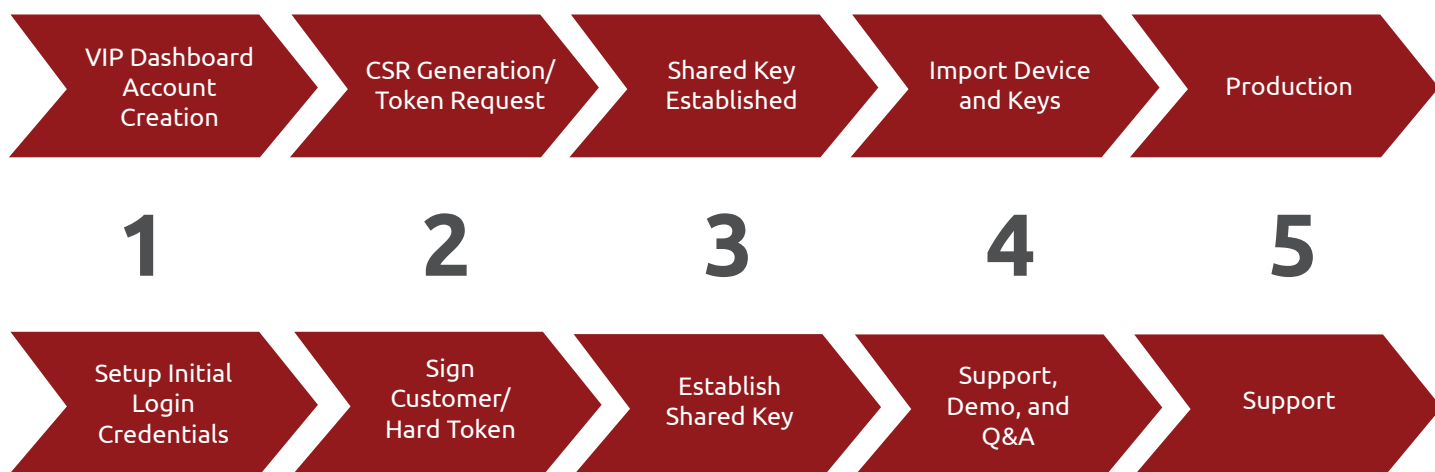 VIP Dashboard
Account
Creation
CSR Generation/
Token Request
Shared Key
Established
Import Device
and Keys
Production
1
2
3
4
5
Setup Initial
Login
Credentials
Sign
Customer/
Hard Token
Establish
Shared Key
Support,
Demo, and
Q&A
Support